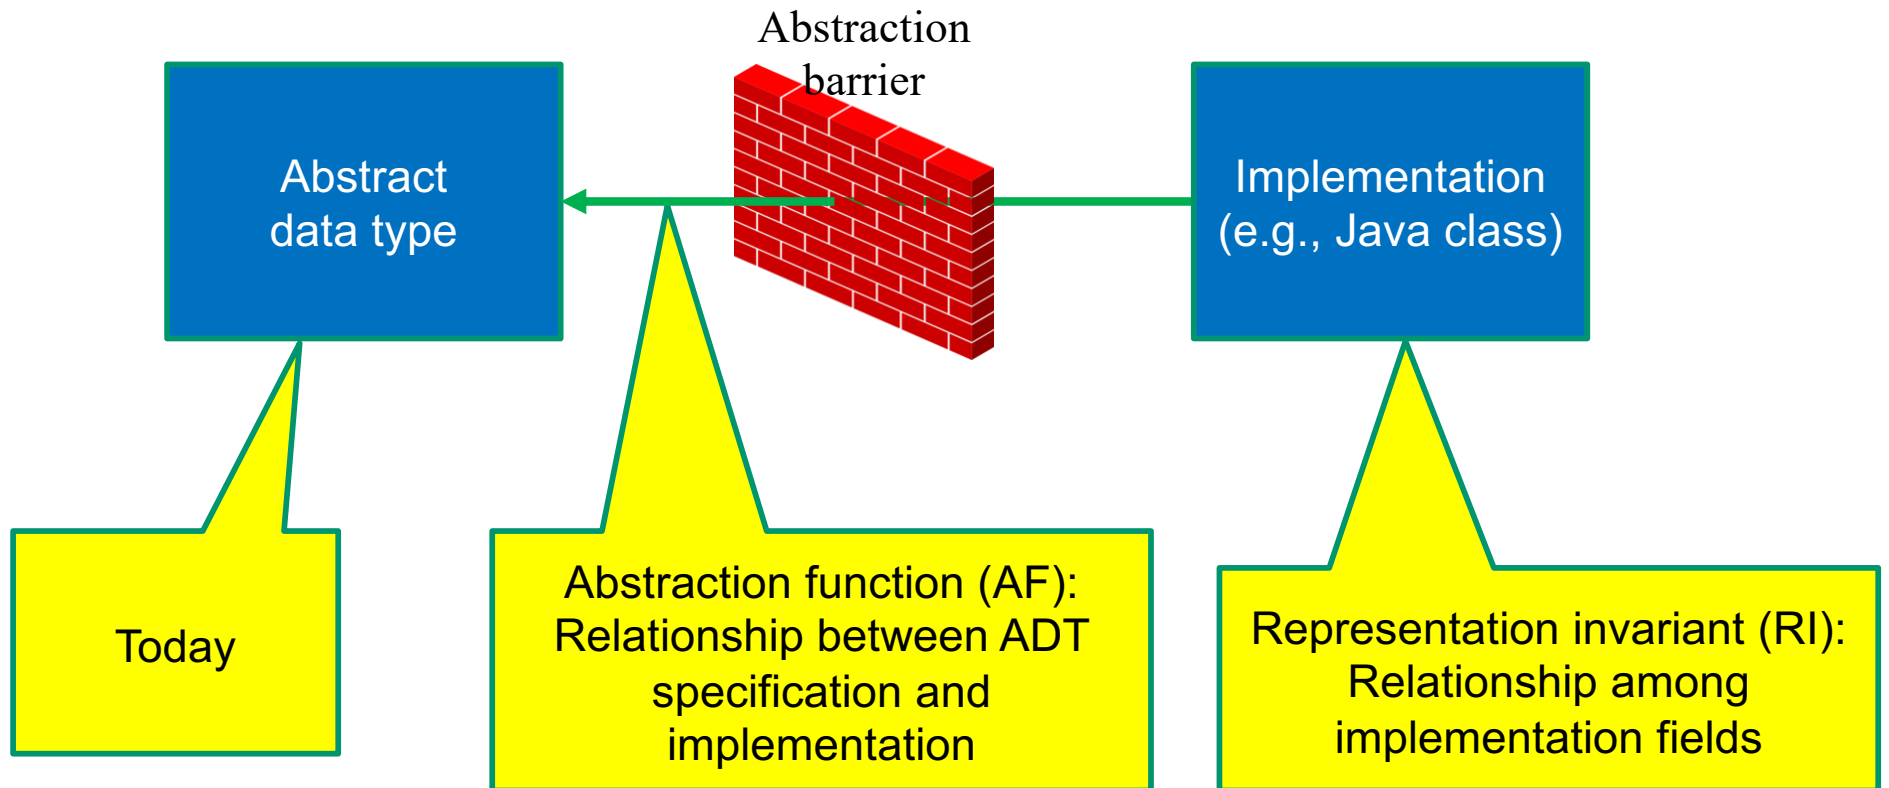 Abstraction
barrier
Abstract
data type
Implementation
(e.g., Java class)
Today
Abstraction function (AF):
Relationship between ADT
specification and
implementation
Representation invariant (RI):
Relationship among
implementation fields